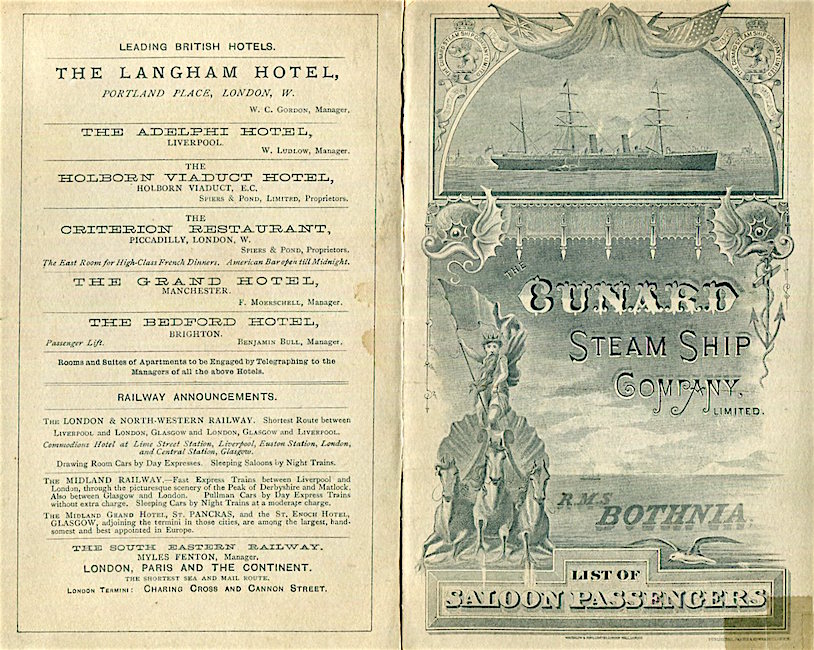 LEADING BRITISH HOTELS.
THE LANGHAM HOTEL,
PORTLAND PLACE, LONDON, W.
W. C. GORDON, Manager.
THE ADELPHI HOTEL,
LIVERPOOL.
W. LUDLOW, Manager.
THE
HOLBORN VIADUCT HOTEL,
HOLBORN VIADUCT, E.C.
SPIERS & POND, LIMITED, Proprietors.
THE
CRITERION RESTAURANT,
PICCADILLY, LONDON, W.
SPIERS & POND, Proprietors.
The East Room for High-Class French Dinners. American Bar open till Midnight.
THE GRAND HOTEL,
MANCHESTER.
F. MOERSCHELL, Manager.
THE BEDFORD HOTEL,
BRIGHTON.
Passenger Lift. BENJAMIN BULL, Manager.
Rooms and Suites of Apartments to be Engaged by Telegraphing to the
Managers of all the above Hotels.
RAILWAY ANNOUNCEMENTS.
THE LONDON & NORTH-WESTERN RAILWAY. Shortest Route between
LIVERPOOL and LONDON, GLASGOW and LONDON, GLASGOW and LIVERPOOL.
Commodious Hotel at Lime Street Station, Liverpool, Euston Station, London,
and Central Station, Glasgow.
Drawing Room Cars by Day Expresses. Sleeping Saloons by Night Trains.
THE MIDLAND RAILWAY.—Fast Express Trains between Liverpool and
London, through the picturesque scenery of the Peak of Derbyshire and Matlock.
Also between Glasgow and London. Pullman Cars by Day Express Trains
without extra charge. Sleeping Cars by Night Trains at a moderate charge.
THE MIDLAND GRAND HOTEL, ST. PANCRAS, and the ST. ENOCH HOTEL,
GLASGOW, adjoining the termini in those cities, are among the largest, hand-
somest and best appointed in Europe.
THE SOUTH EASTERN RAILWAY.
MYLES FENTON, Manager.
LONDON, PARIS AND THE CONTINENT.
THE SHORTEST SEA AND MAIL ROUTE.
LONDON TERMINI: CHARING CROSS AND CANNON STREET.
THE CUNARD STEAM SHIP COMPANY LIMITED
THE CUNARD STEAM SHIP COMPANY LIMITED
THE
CUNARD
STEAM SHIP
COMPANY,
LIMITED.
R.M.S.
BOTHNIA.
LIST OF
SALOON PASSENGERS